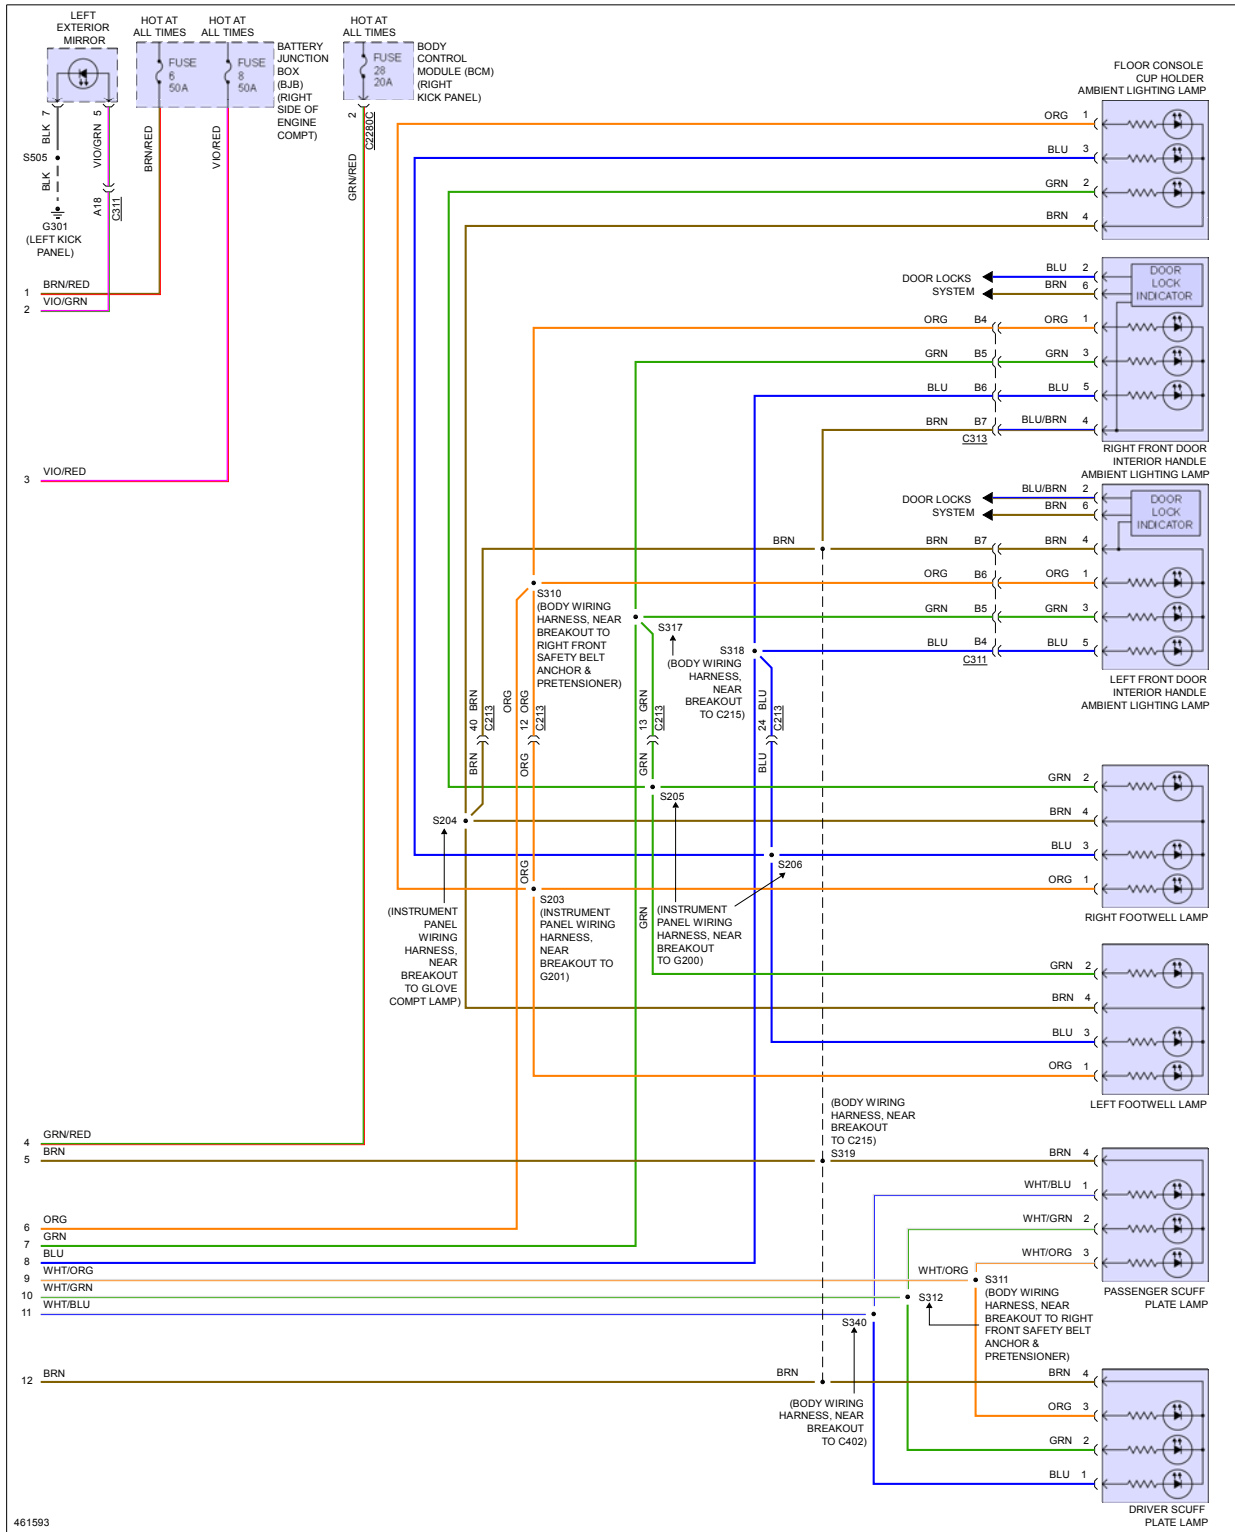 LEFT
EXTERIOR
MIRROR
HOT AT
ALL TIMES
HOT AT
ALL TIMES
FUSE
6
50A
FUSE
8
50A
BATTERY
JUNCTION
BOX
(BJB)
(RIGHT
SIDE OF
ENGINE
COMPT)
HOT AT
ALL TIMES
FUSE
28
20A
BODY
CONTROL
MODULE (BCM)
(RIGHT
KICK PANEL)
7
5
BLK
VIO/GRN
S505
BLK
A18
C311
G301
(LEFT KICK
PANEL)
BRN/RED
VIO/RED
2
C2280C
GRN/RED
1 BRN/RED
2 VIO/GRN
3 VIO/RED
4 GRN/RED
5 BRN
6 ORG
7 GRN
8 BLU
9 WHT/ORG
10 WHT/GRN
11 WHT/BLU
12 BRN
FLOOR CONSOLE
CUP HOLDER
AMBIENT LIGHTING LAMP
ORG 1
BLU 3
GRN 2
BRN 4
DOOR LOCKS
SYSTEM
BLU 2
BRN 6
DOOR
LOCK
INDICATOR
ORG B4 ORG 1
GRN B5 GRN 3
BLU B6 BLU 5
BRN B7 BLU/BRN 4
C313
RIGHT FRONT DOOR
INTERIOR HANDLE
AMBIENT LIGHTING LAMP
DOOR LOCKS
SYSTEM
BLU/BRN 2
BRN 6
DOOR
LOCK
INDICATOR
BRN BRN B7 BRN 4
ORG B6 ORG 1
GRN B5 GRN 3
BLU B4 BLU 5
C311
LEFT FRONT DOOR
INTERIOR HANDLE
AMBIENT LIGHTING LAMP
S310
(BODY WIRING
HARNESS, NEAR
BREAKOUT TO
RIGHT FRONT
SAFETY BELT
ANCHOR &
PRETENSIONER)
S317
S318
(BODY WIRING
HARNESS,
NEAR
BREAKOUT
TO C215)
40 BRN
C213
BRN
ORG
12 ORG
C213
ORG
13 GRN
C213
GRN
24 BLU
C213
BLU
S205
S204
S206
ORG
S203
(INSTRUMENT
PANEL WIRING
HARNESS,
NEAR
BREAKOUT TO
G201)
(INSTRUMENT
PANEL
WIRING
HARNESS,
NEAR
BREAKOUT
TO GLOVE
COMPT LAMP)
GRN
(INSTRUMENT
PANEL WIRING
HARNESS, NEAR
BREAKOUT
TO G200)
GRN 2
BRN 4
BLU 3
ORG 1
RIGHT FOOTWELL LAMP
GRN 2
BRN 4
BLU 3
ORG 1
LEFT FOOTWELL LAMP
(BODY WIRING
HARNESS, NEAR
BREAKOUT
TO C215)
S319
BRN 4
WHT/BLU 1
WHT/GRN 2
WHT/ORG 3
PASSENGER SCUFF
PLATE LAMP
WHT/ORG
S311
(BODY WIRING
HARNESS, NEAR
BREAKOUT TO RIGHT
FRONT SAFETY BELT
ANCHOR &
PRETENSIONER)
S312
S340
(BODY WIRING
HARNESS, NEAR
BREAKOUT
TO C402)
BRN
BRN 4
ORG 3
GRN 2
BLU 1
DRIVER SCUFF
PLATE LAMP
461593